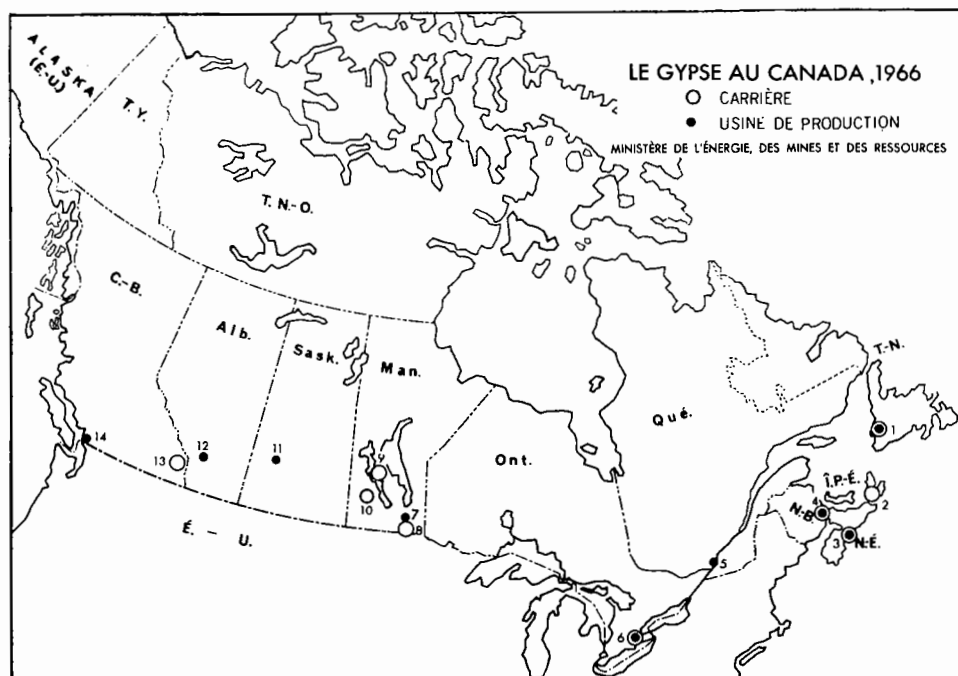 LE GYPSE AU CANADA, 1966
CARRIÈRE
USINE DE PRODUCTION
MINISTÈRE DE L'ÉNERGIE, DES MINES ET DES RESSOURCES
ALASKA
(É.-U.)
T. Y.
T. N.-O.
C.-B.
Alb.
Sask.
Man.
Ont.
Qué.
T.-N.
Î.P.-É.
N.-B.
N.-É.
É. - U.
1
2
3
4
5
6
7
8
9
10
11
12
13
14